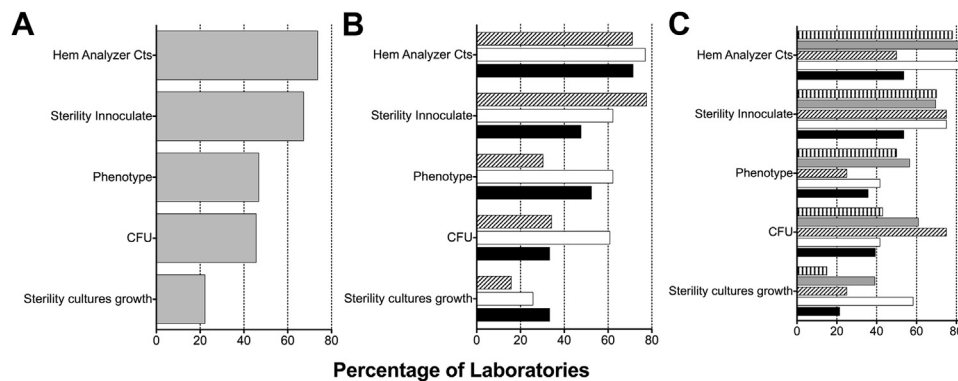 A
Hem Analyzer Cts
Sterility Innoculate
Phenotype
CFU
Sterility cultures growth
0 20 40 60 80
B
Hem Analyzer Cts
Sterility Innoculate
Phenotype
CFU
Sterility cultures growth
0 20 40 60 80
C
Hem Analyzer Cts
Sterility Innoculate
Phenotype
CFU
Sterility cultures growth
0 20 40 60 80
Percentage of Laboratories